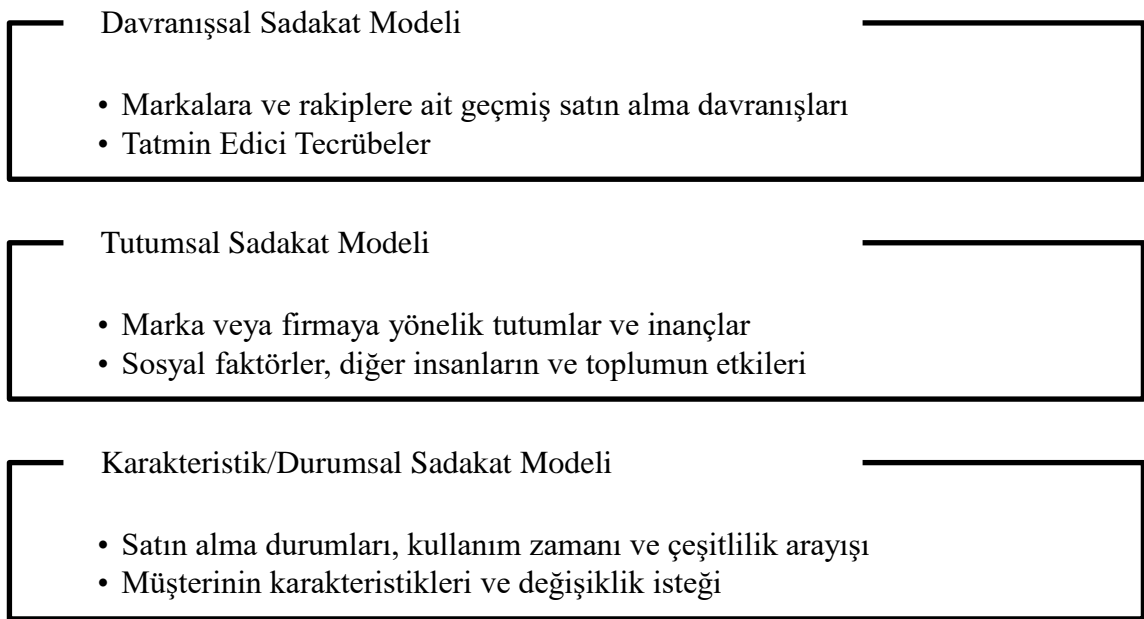 Davranışsal Sadakat Modeli
• Markalara ve rakiplere ait geçmiş satın alma davranışları
• Tatmin Edici Tecrübeler
Tutumsal Sadakat Modeli
• Marka veya firmaya yönelik tutumlar ve inançlar
• Sosyal faktörler, diğer insanların ve toplumun etkileri
Karakteristik/Durumsal Sadakat Modeli
• Satın alma durumları, kullanım zamanı ve çeşitlilik arayışı
• Müşterinin karakteristikleri ve değişiklik isteği